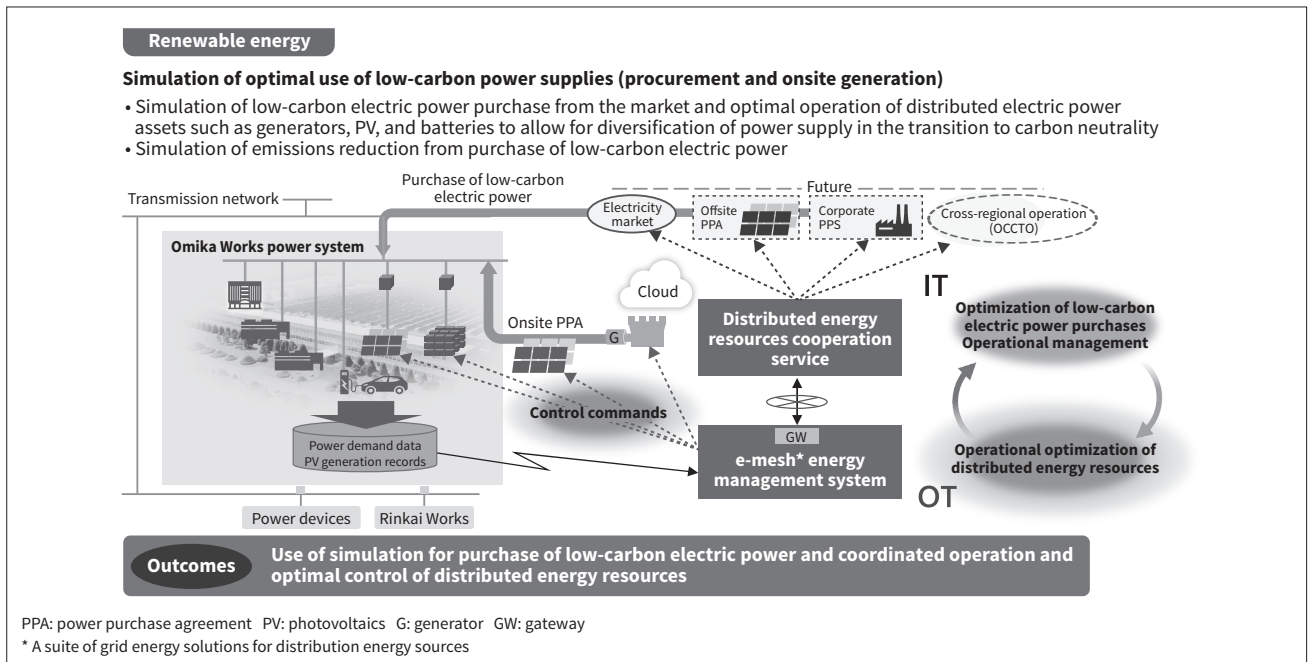 Renewable energy
Simulation of optimal use of low-carbon power supplies (procurement and onsite generation)
• Simulation of low-carbon electric power purchase from the market and optimal operation of distributed electric power
assets such as generators, PV, and batteries to allow for diversification of power supply in the transition to carbon neutrality
• Simulation of emissions reduction from purchase of low-carbon electric power
Transmission network
Purchase of low-carbon
electric power
Future
Electricity
market
Offsite
PPA
Corporate
PPS
Cross-regional operation
(OCCTO)
Omika Works power system
Cloud
Onsite PPA
G
IT
Distributed energy
resources cooperation
service
Optimization of low-carbon
electric power purchases
Operational management
Control commands
Power demand data
PV generation records
GW
e-mesh* energy
management system
Operational optimization of
distributed energy resources
OT
Power devices
Rinkai Works
Outcomes
Use of simulation for purchase of low-carbon electric power and coordinated operation and
optimal control of distributed energy resources
PPA: power purchase agreement PV: photovoltaics G: generator GW: gateway
* A suite of grid energy solutions for distribution energy sources